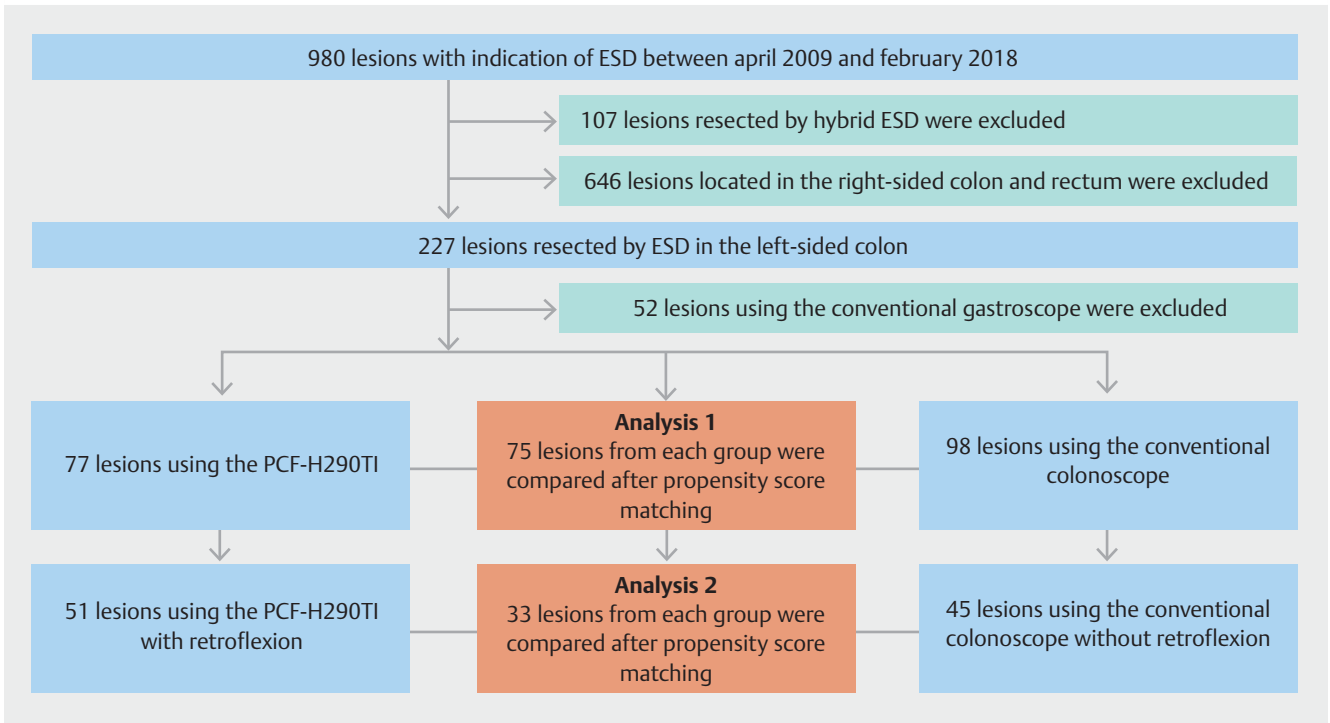 980 lesions with indication of ESD between april 2009 and february 2018
107 lesions resected by hybrid ESD were excluded
646 lesions located in the right-sided colon and rectum were excluded
227 lesions resected by ESD in the left-sided colon
52 lesions using the conventional gastroscope were excluded
77 lesions using the PCF-H290TI
Analysis 1
75 lesions from each group were
compared after propensity score
matching
98 lesions using the conventional
colonoscope
51 lesions using the PCF-H290TI
with retroflexion
Analysis 2
33 lesions from each group were
compared after propensity score
matching
45 lesions using the conventional
colonoscope without retroflexion